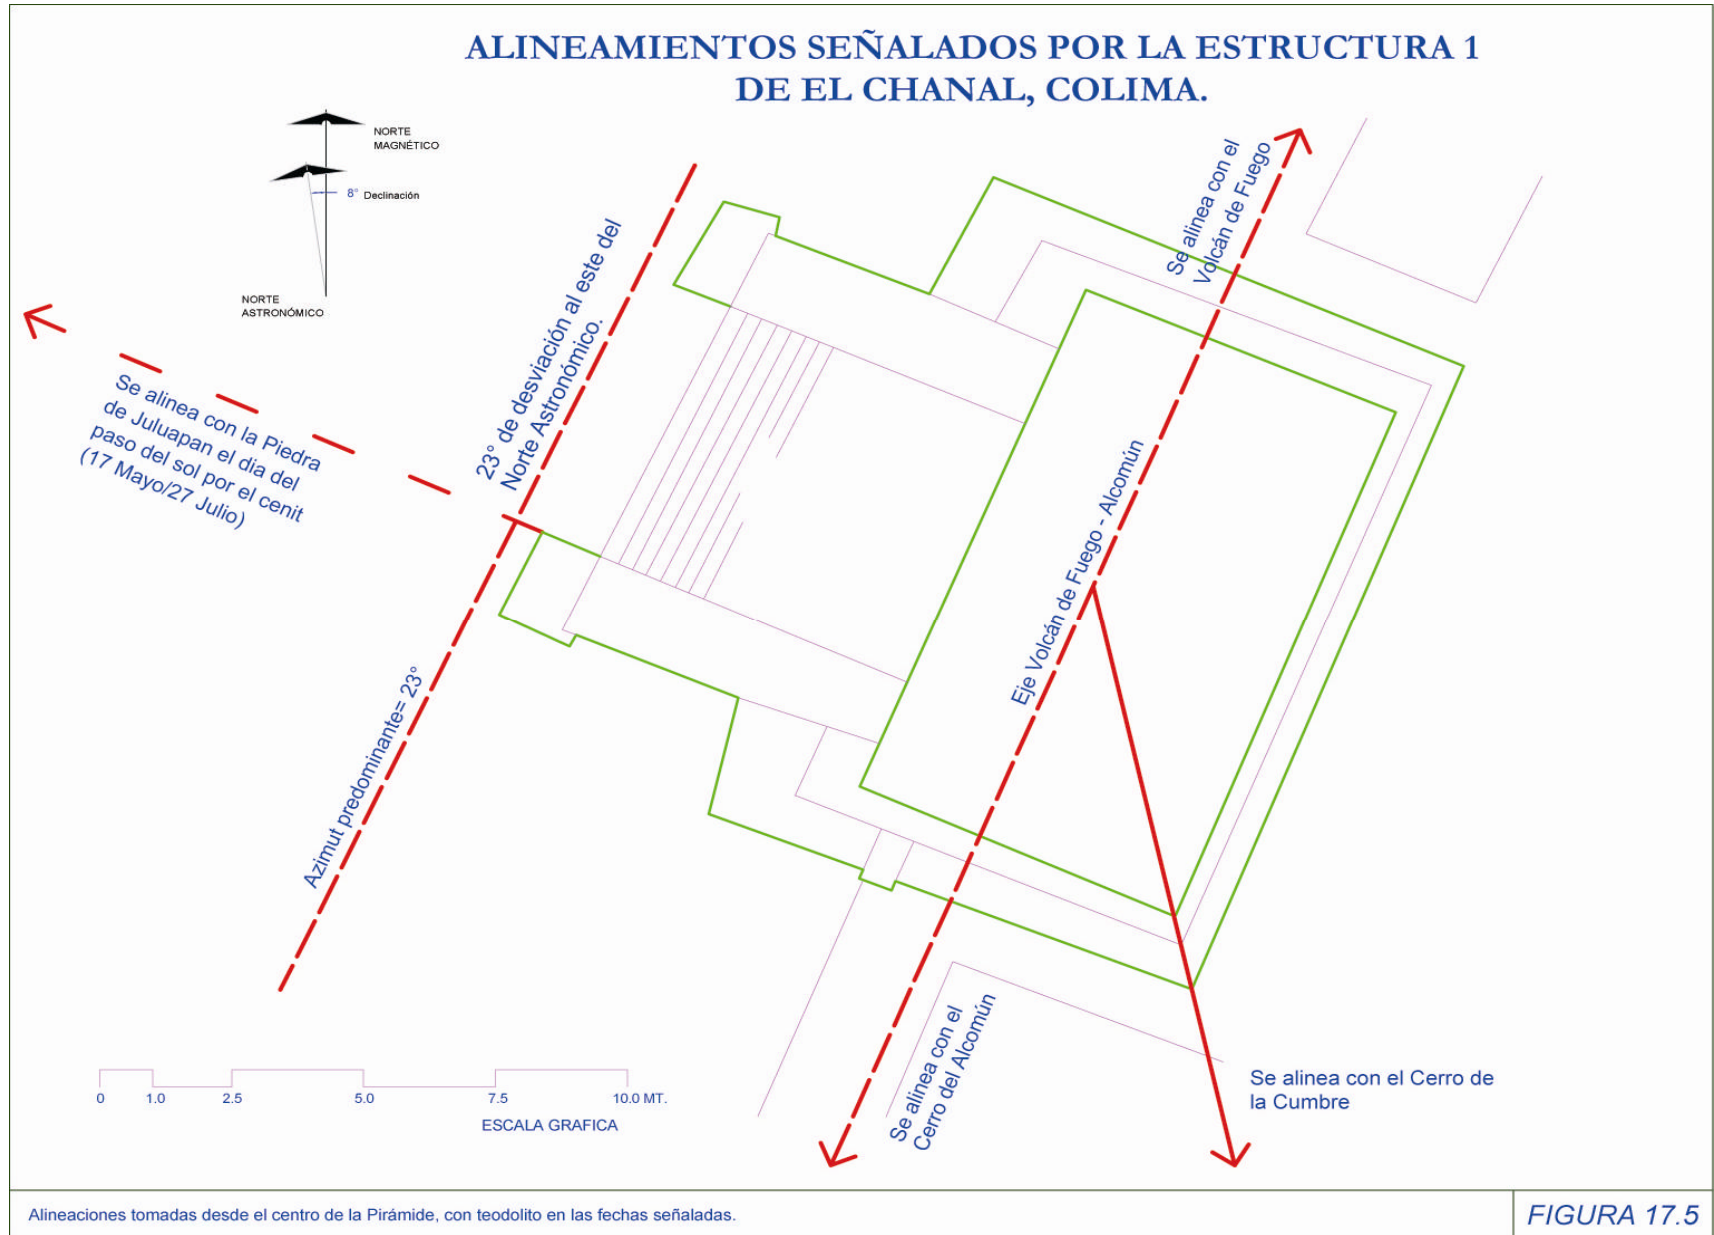 ALINEAMIENTOS SEÑALADOS POR LA ESTRUCTURA 1
DE EL CHANAL, COLIMA.
NORTE
MAGNÉTICO
8° Declinación
NORTE
ASTRONÓMICO
Se alinea con el
Volcán de Fuego
23° de desviación al este del
Norte Astronómico.
Se alinea con la Piedra
de Juluapan el dia del
paso del sol por el cenit
(17 Mayo/27 Julio)
Eje Volcán de Fuego - Alcomún
Azimut predominante= 23°
Se alinea con el
Cerro del Alcomún
Se alinea con el Cerro de
la Cumbre
0 1.0 2.5 5.0 7.5 10.0 MT.
ESCALA GRAFICA
Alineaciones tomadas desde el centro de la Pirámide, con teodolito en las fechas señaladas.
FIGURA 17.5